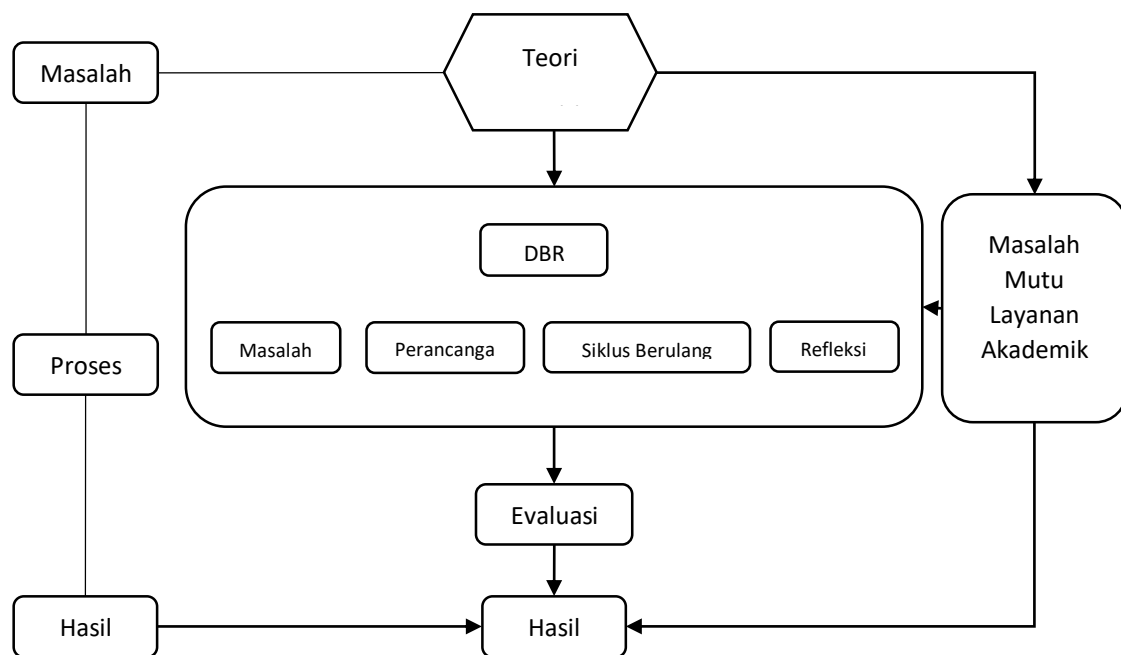 Teori
Masalah
DBR
Masalah
Mutu
Layanan
Akademik
Masalah
Perancanga
Siklus Berulang
Refleksi
Proses
Evaluasi
Hasil
Hasil